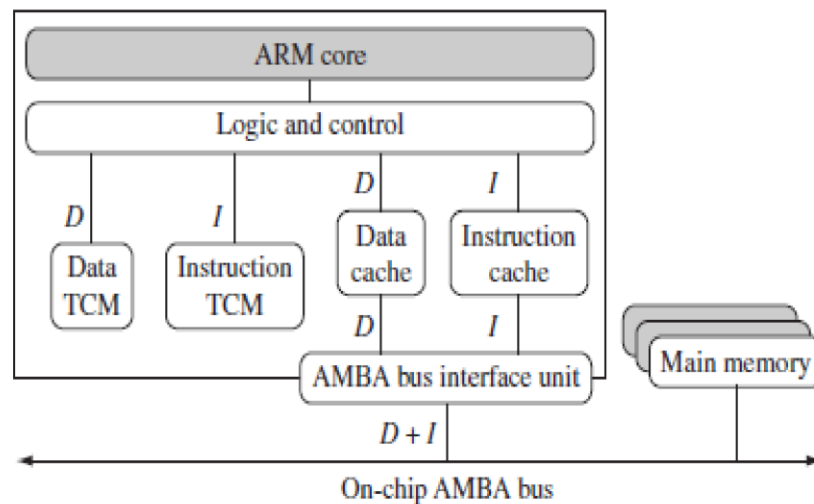 ARM core
Logic and control
D
I
D
I
Data
TCM
Instruction
TCM
Data
cache
Instruction
cache
D
I
AMBA bus interface unit
Main memory
D + I
On-chip AMBA bus